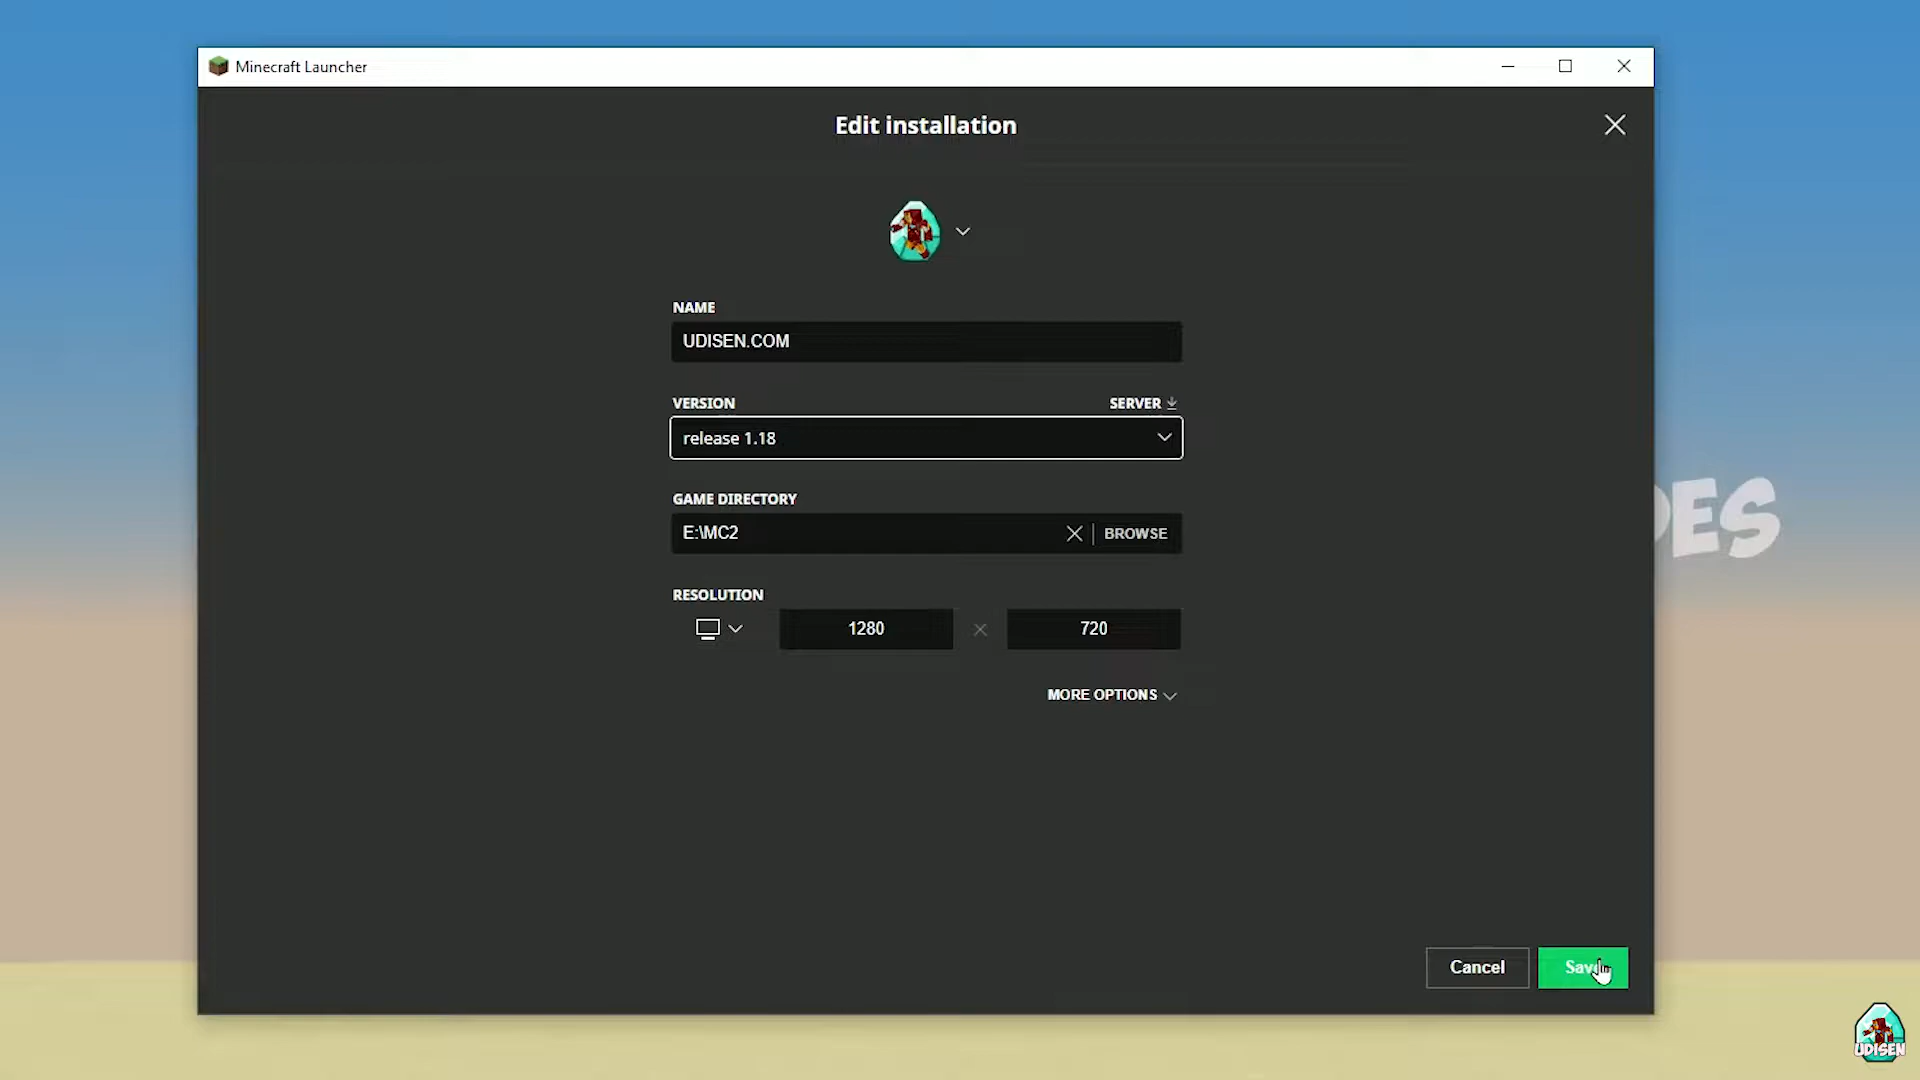 Minecraft Launcher
Edit installation
NAME
UDISEN.COM
VERSION
SERVER
release 1.18
GAME DIRECTORY
E:\MC2
BROWSE
RESOLUTION
1280
720
MORE OPTIONS
Cancel
UDISEN